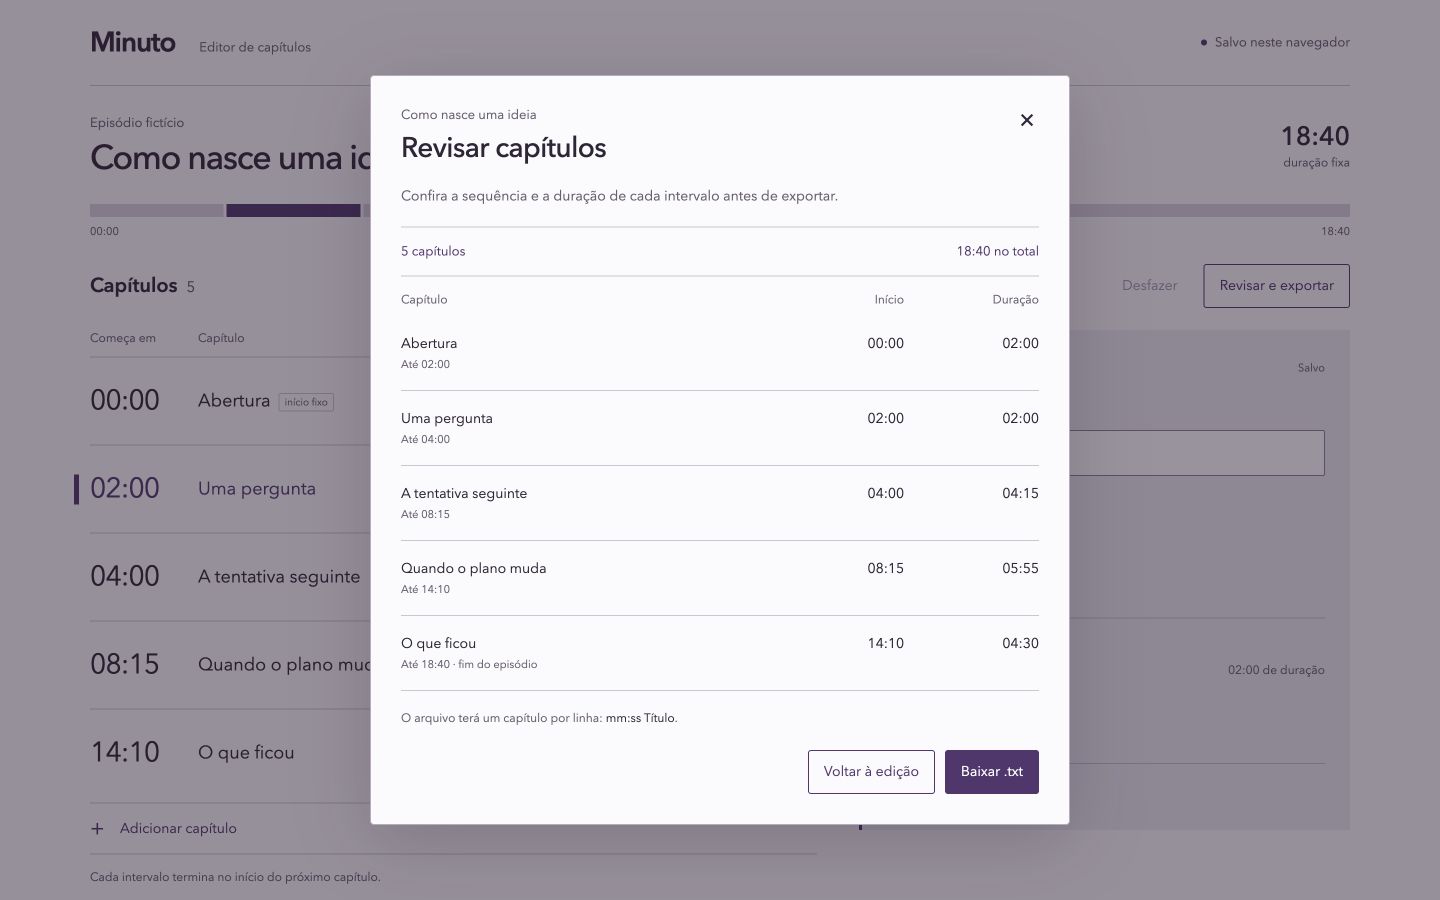 Minuto
Editor de capítulos
Salvo neste navegador
Episódio fictício
Como nasce uma
18:40
duração fixa
00:00
18:40
Capítulos 5
Desfazer
Revisar e exportar
Começa em
Capítulo
00:00
Abertura
início fixo
02:00
Uma pergunta
04:00
A tentativa seguinte
08:15
Quando o plano
14:10
O que ficou
+ Adicionar capítulo
Cada intervalo termina no início do próximo capítulo.
Salvo
02:00 de duração
Como nasce uma ideia
Revisar capítulos
Confira a sequência e a duração de cada intervalo antes de exportar.
5 capítulos
18:40 no total
Capítulo
Início
Duração
Abertura
00:00
02:00
Até 02:00
Uma pergunta
02:00
02:00
Até 04:00
A tentativa seguinte
04:00
04:15
Até 08:15
Quando o plano muda
08:15
05:55
Até 14:10
O que ficou
14:10
04:30
Até 18:40 · fim do episódio
O arquivo terá um capítulo por linha: mm:ss Título.
Voltar à edição
Baixar .txt